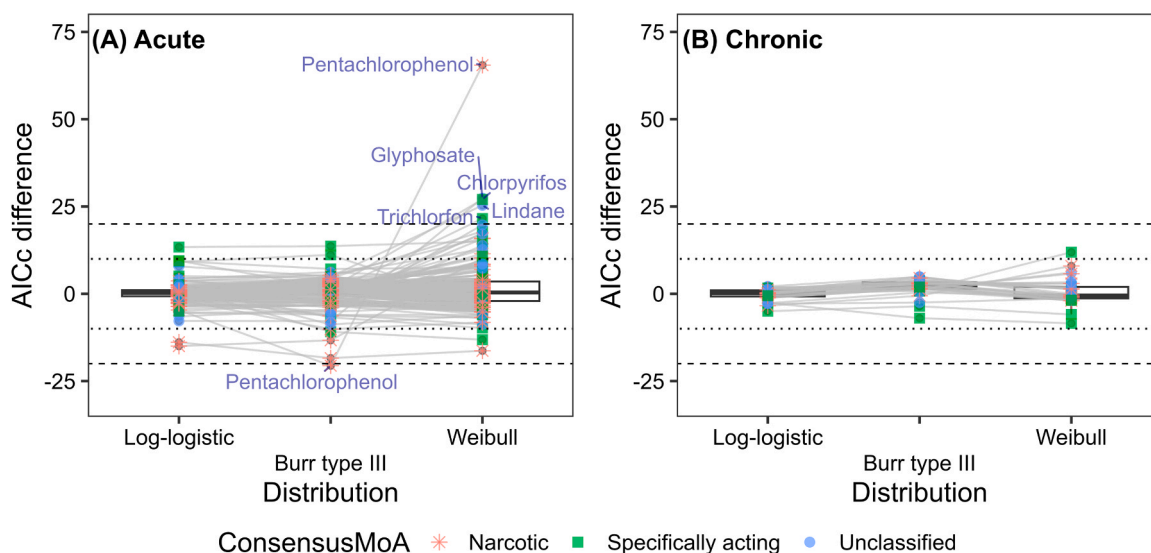 (A) Acute
(B) Chronic
AICc difference
75
50
25
0
-25
Pentachlorophenol
Glyphosate
Chlorpyrifos
Trichlorfon
Lindane
Pentachlorophenol
Log-logistic
Burr type III
Weibull
Distribution
AICc difference
75
50
25
0
-25
Log-logistic
Burr type III
Weibull
Distribution
ConsensusMoA Narcotic Specifically acting Unclassified